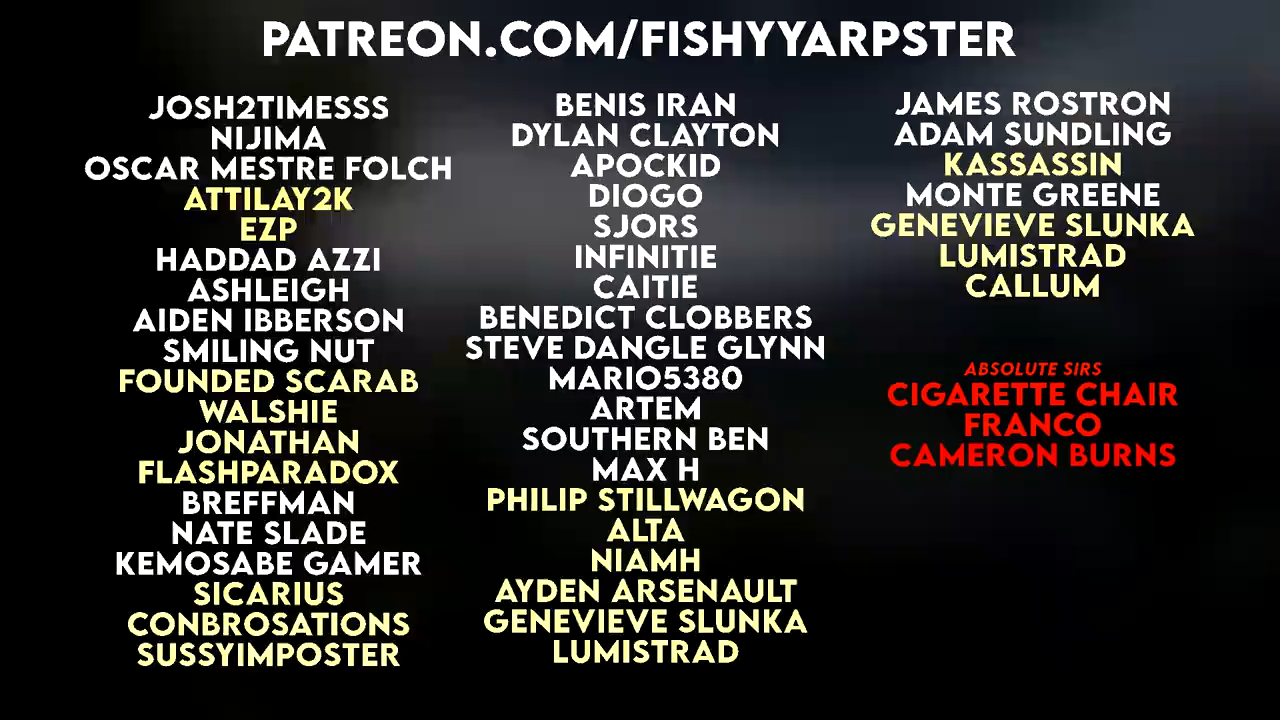 PATREON.COM/FISHYYARPSTER
JOSH2TIMESSS
NIJIMA
OSCAR MESTRE FOLCH
ATTILAY2K
EZP
HADDAD AZZI
ASHLEIGH
AIDEN IBBERSON
SMILING NUT
FOUNDED SCARAB
WALSHIE
JONATHAN
FLASHPARADOX
BREFFMAN
NATE SLADE
KEMOSABE GAMER
SICARIUS
CONBROSATIONS
SUSSYIMPOSTER
BENIS IRAN
DYLAN CLAYTON
APOCKID
DIOGO
SJORS
INFINITIE
CAITIE
BENEDICT CLOBBERS
STEVE DANGLE GLYNN
MARIO5380
ARTEM
SOUTHERN BEN
MAX H
PHILIP STILLWAGON
ALTA
NIAMH
AYDEN ARSENAULT
GENEVIEVE SLUNKA
LUMISTRAD
JAMES ROSTRON
ADAM SUNDLING
KASSASSIN
MONTE GREENE
GENEVIEVE SLUNKA
LUMISTRAD
CALLUM
ABSOLUTE SIRS
CIGARETTE CHAIR
FRANCO
CAMERON BURNS